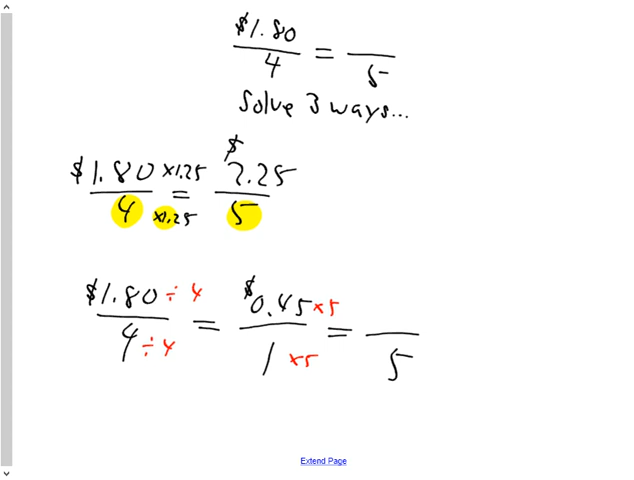 $1.80
4 = 5
Solve 3 ways...
$1.80 ×1.25 $2.25
4 ×1.25 = 5
$1.80 ÷ 4 $0.45 ×5
= =
4 ÷4 1 ×5 5
Extend Page